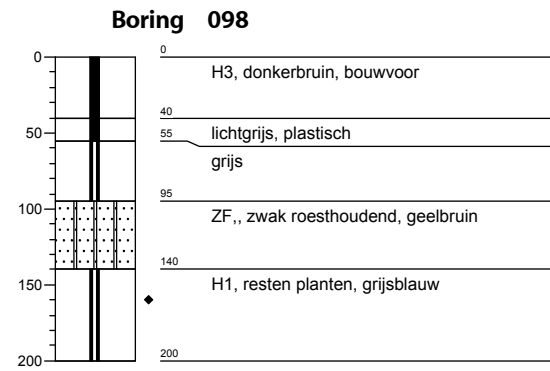 Boring 098
0
0
H3, donkerbruin, bouwvoor
40
50
55
lichtgrijs, plastisch
grijs
95
100
ZF,, zwak roesthoudend, geelbruin
140
H1, resten planten, grijsblauw
150
200
200